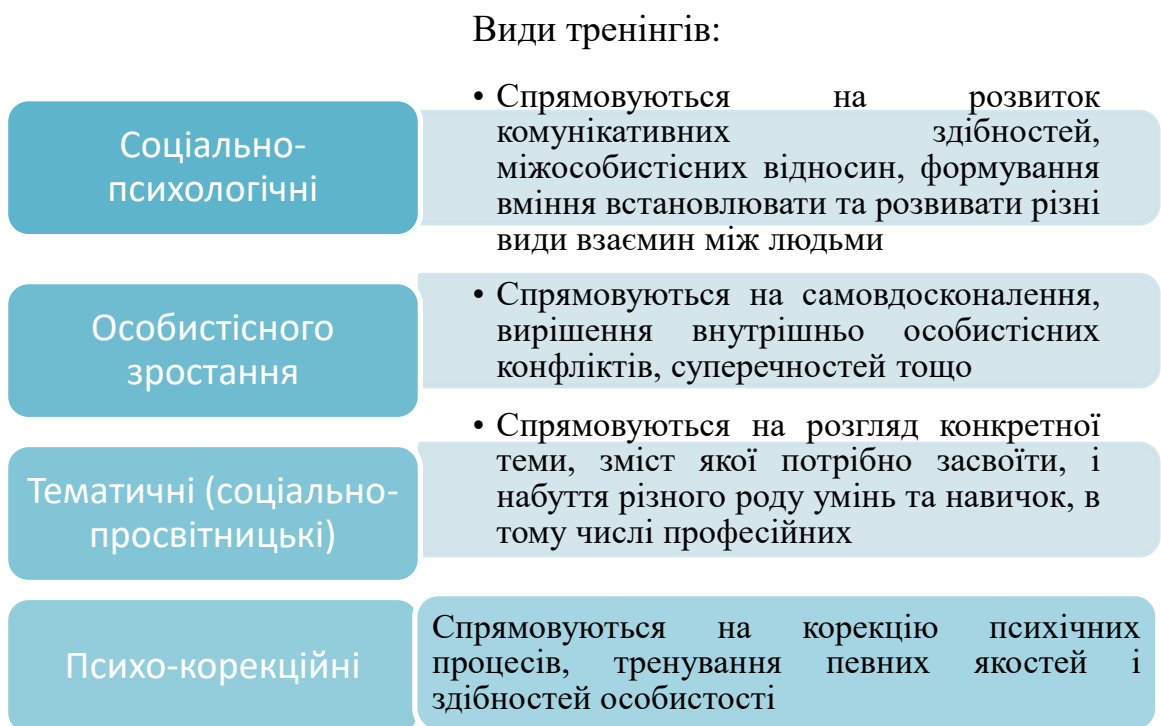 Види тренінгів:
Соціально-
психологічні
• Спрямовуються на розвиток
комунікативних здібностей,
міжособистісних відносин, формування
вміння встановлювати та розвивати різні
види взаємин між людьми
Особистісного
зростання
• Спрямовуються на самовдосконалення,
вирішення внутрішньо особистісних
конфліктів, суперечностей тощо
Тематичні (соціально-
просвітницькі)
• Спрямовуються на розгляд конкретної
теми, зміст якої потрібно засвоїти, і
набуття різного роду умінь та навичок, в
тому числі професійних
Психо-корекційні
Спрямовуються на корекцію психічних
процесів, тренування певних якостей і
здібностей особистості